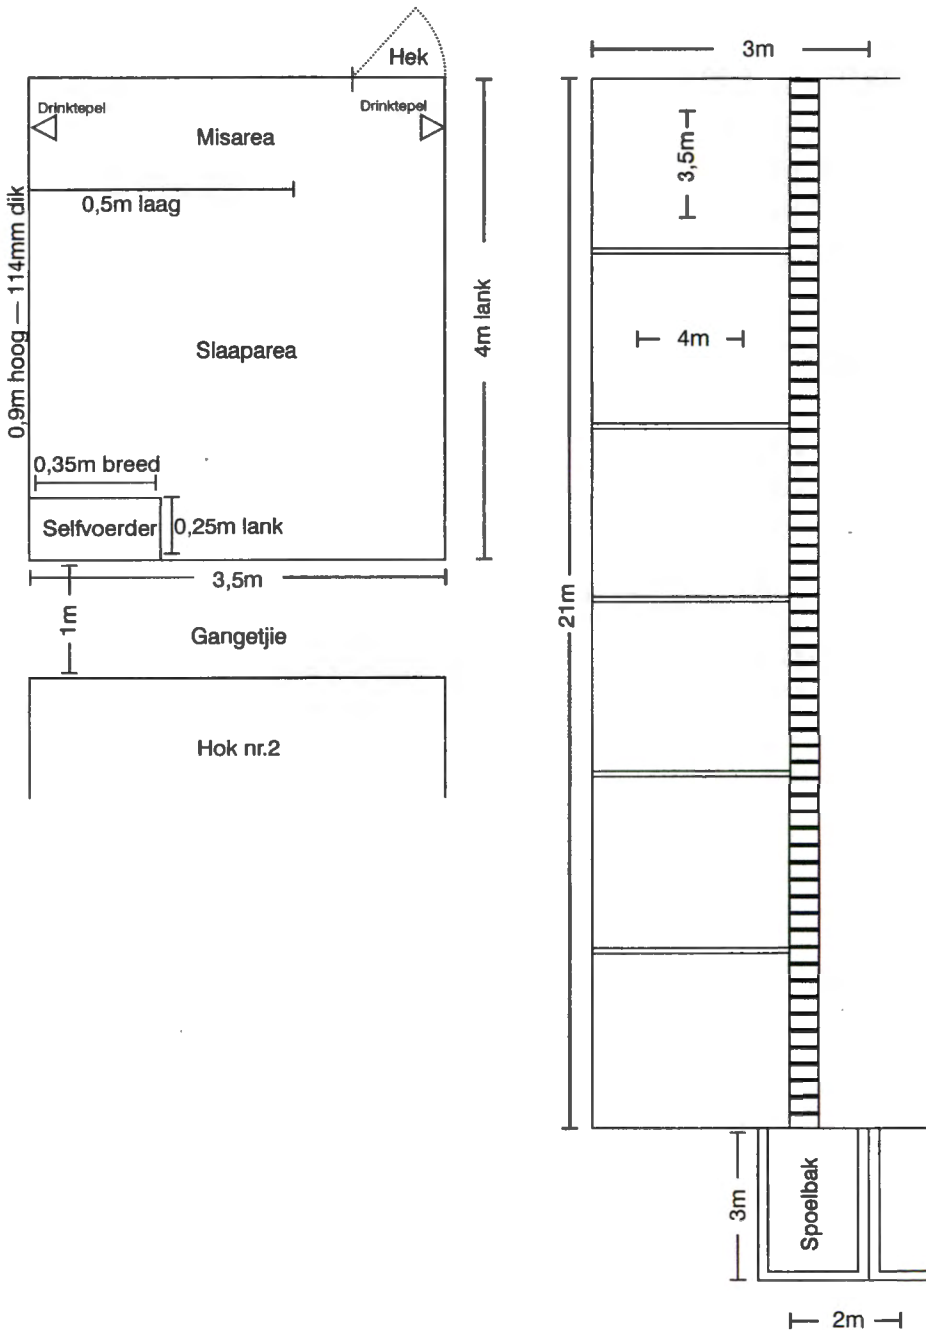 Hek
Drinktepel
Drinktepel
Misarea
0,5m laag
0,9m hoog — 114mm dik
Slaaparea
4m lank
0,35m breed
Selfvoerder
0,25m lank
3,5m
1m
Gangetjie
Hok nr.2
3m
3,5m
4m
21m
3m
Spoelbak
2m